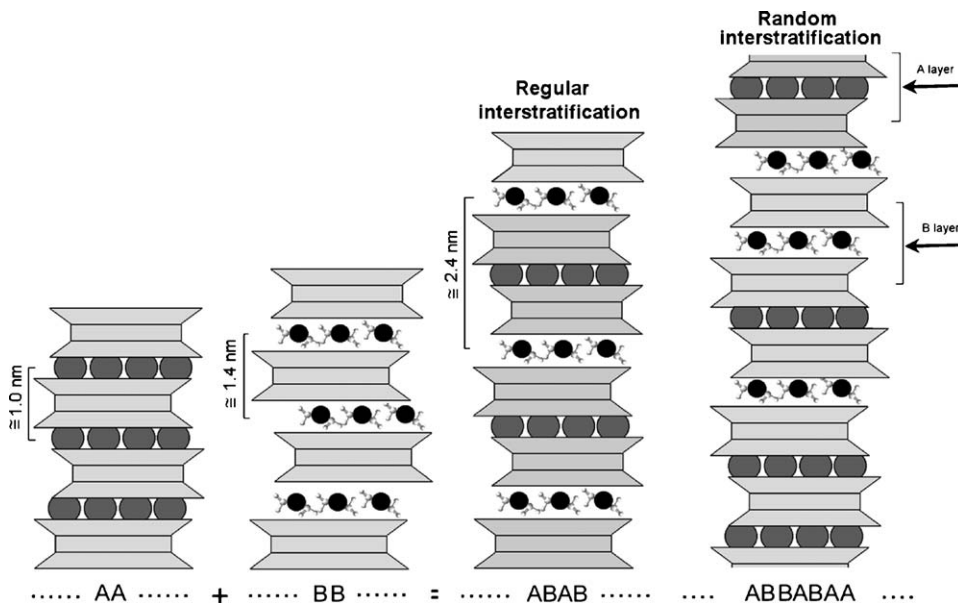 Random
interstratification
A layer
Regular
interstratification
≅ 2.4 nm
B layer
≅ 1.4 nm
≅1.0 nm
...... AA ...... + ...... BB ...... = ...... ABAB ...... .... ABBABAA ....